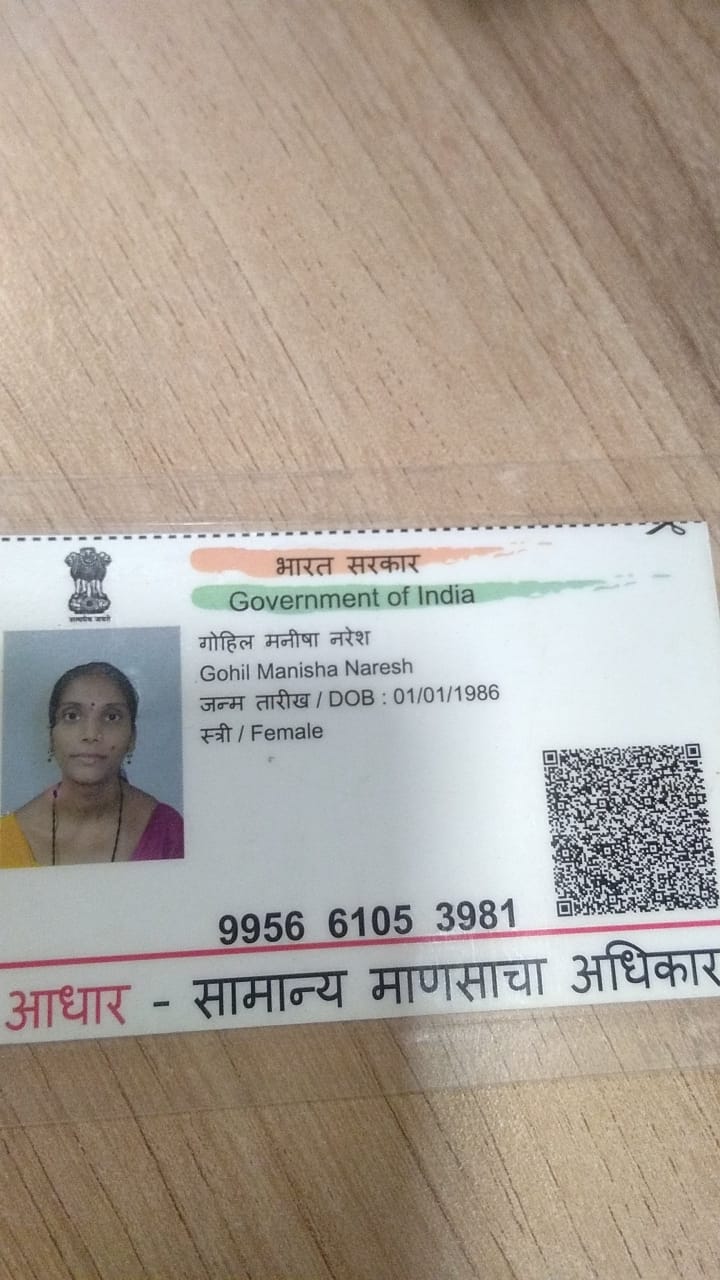 सत्यमेव जयते
भारत सरकार
Government of India
गोहिल मनीषा नरेश
Gohil Manisha Naresh
जन्म तारीख / DOB : 01/01/1986
स्त्री / Female
9956 6105 3981
आधार - सामान्य माणसाचा अधिकार